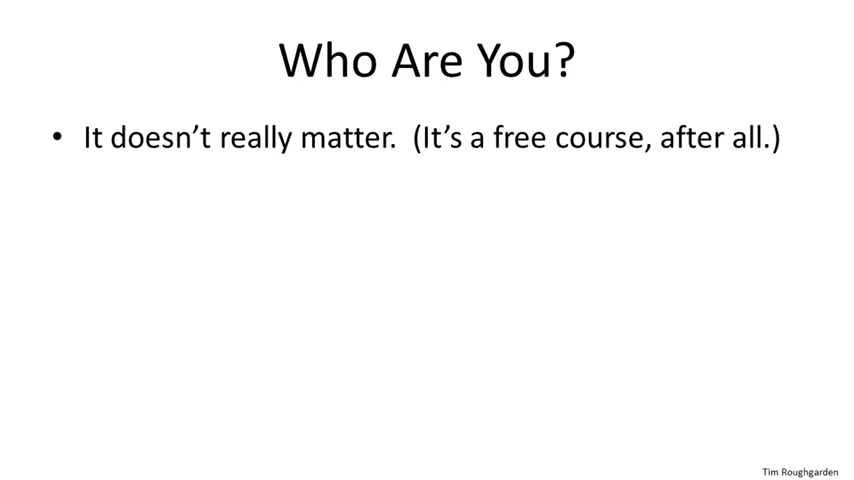 Who Are You?
• It doesn’t really matter.  (It’s a free course, after all.)
Tim Roughgarden